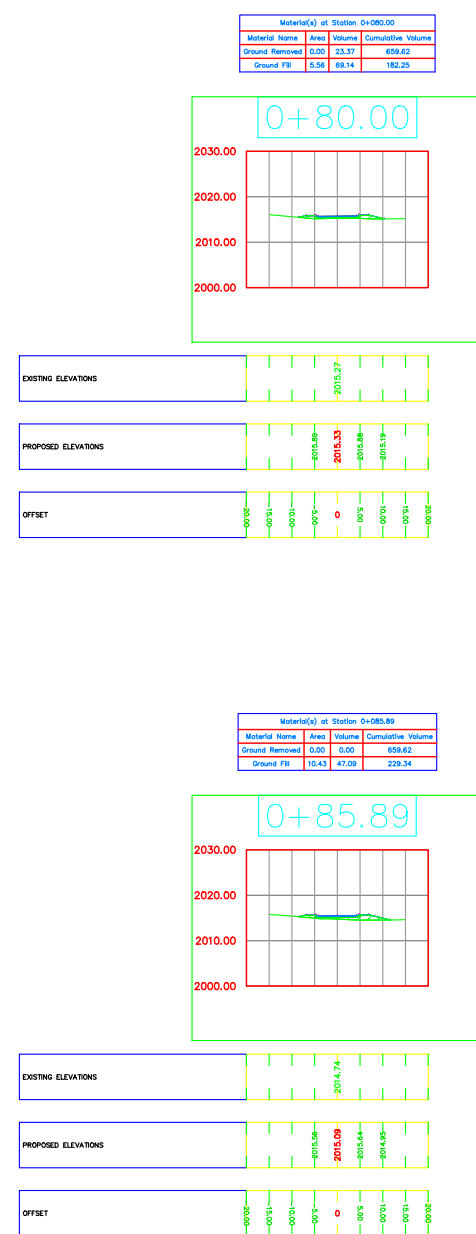 Material(s) at Station 0+080.00
Material Name Area Volume Cumulative Volume
Ground Removed 0.00 23.37 659.62
Ground Fill 5.56 69.14 182.25
0+80.00
2030.00
2020.00
2010.00
2000.00
EXISTING ELEVATIONS 2015.27
PROPOSED ELEVATIONS 2015.33 2015.19
OFFSET -20.00 -15.00 -10.00 -5.00 0 5.00 10.00 15.00 20.00
Material(s) at Station 0+085.89
Material Name Area Volume Cumulative Volume
Ground Removed 0.00 0.00 659.62
Ground Fill 10.43 47.09 229.34
0+85.89
2030.00
2020.00
2010.00
2000.00
EXISTING ELEVATIONS 2014.74
PROPOSED ELEVATIONS 2015.09 2015.64 2014.95
OFFSET -20.00 -15.00 -10.00 -5.00 0 5.00 10.00 15.00 20.00